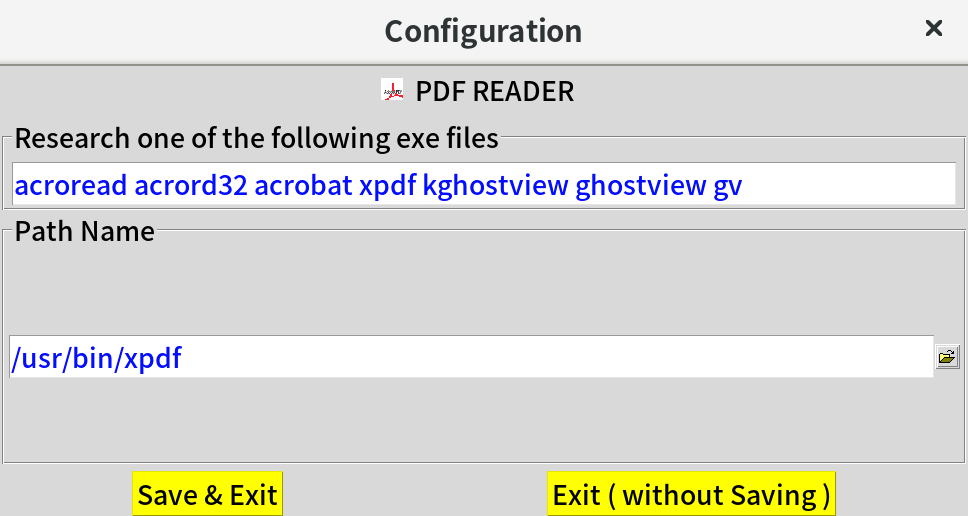 Configuration
PDF READER
Research one of the following exe files
acroread acrord32 acrobat xpdf kghostview ghostview gv
Path Name
/usr/bin/xpdf
Save & Exit
Exit ( without Saving )